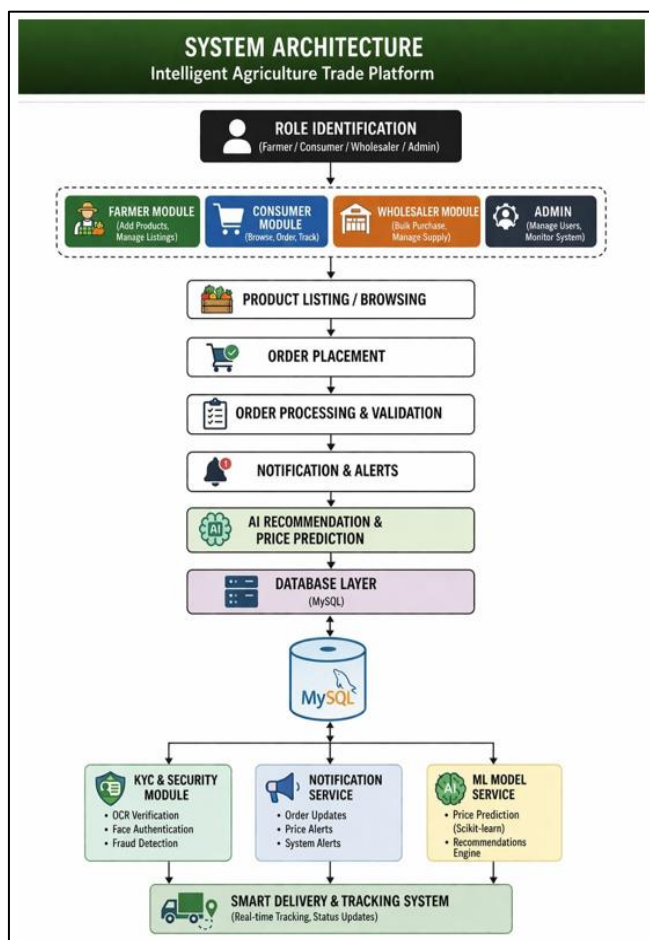 SYSTEM ARCHITECTURE
Intelligent Agriculture Trade Platform
ROLE IDENTIFICATION
(Farmer / Consumer / Wholesaler / Admin)
FARMER MODULE
(Add Products,
Manage Listings)
CONSUMER
MODULE
(Browse, Order, Track)
WHOLESALER MODULE
(Bulk Purchase,
Manage Supply)
ADMIN
(Manage Users,
Monitor System)
PRODUCT LISTING / BROWSING
ORDER PLACEMENT
ORDER PROCESSING & VALIDATION
1
NOTIFICATION & ALERTS
AI
AI RECOMMENDATION &
PRICE PREDICTION
DATABASE LAYER
(MySQL)
MySQL
KYC & SECURITY
MODULE
• OCR Verification
• Face Authentication
• Fraud Detection
NOTIFICATION
SERVICE
• Order Updates
• Price Alerts
• System Alerts
AI
ML MODEL
SERVICE
• Price Prediction
(Scikit-learn)
• Recommendations
Engine
SMART DELIVERY & TRACKING SYSTEM
(Real-time Tracking, Status Updates)